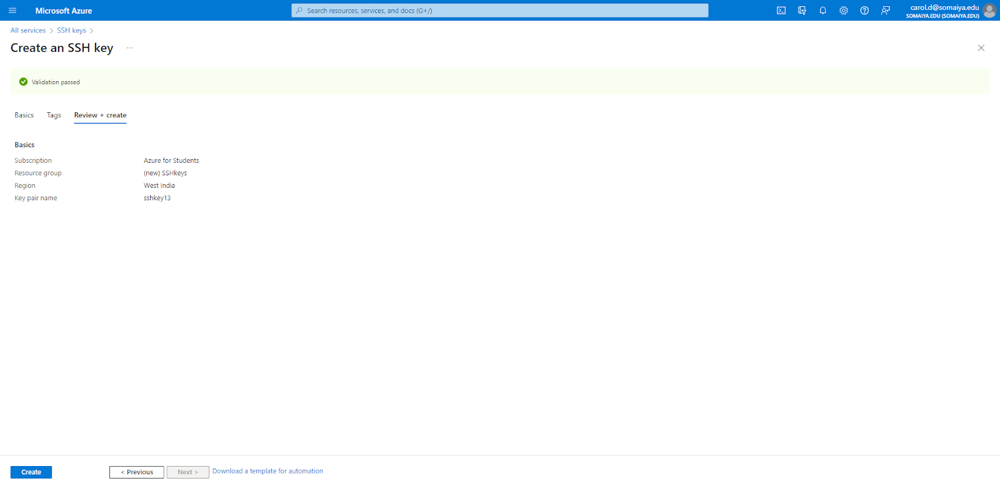 Microsoft Azure
Search resources, services, and docs (G+/)
carol.d@somaiya.edu
SOMAIYA.EDU (SOMAIYA.EDU)
All services > SSH keys >
Create an SSH key ...
Validation passed
Basics Tags Review + create
Basics
Subscription Azure for Students
Resource group (new) SSHkeys
Region West India
Key pair name sshkey13
Create < Previous Next > Download a template for automation